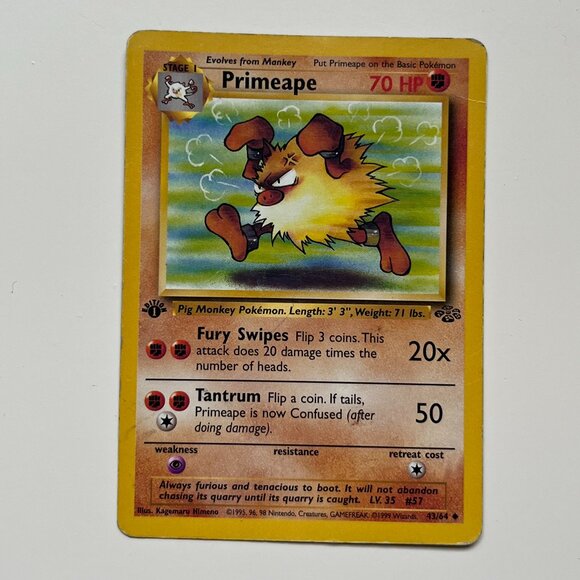 Evolves from Mankey Put Primeape on the Basic Pokémon
STAGE 1
Primeape 70 HP
EDITION 1
Pig Monkey Pokémon. Length: 3' 3", Weight: 71 lbs.
Fury Swipes Flip 3 coins. This
attack does 20 damage times the
number of heads.
20x
Tantrum Flip a coin. If tails,
Primeape is now Confused (after
doing damage).
50
weakness resistance retreat cost
Always furious and tenacious to boot. It will not abandon
chasing its quarry until its quarry is caught. LV. 35 #57
Illus. Kagemaru Himeno ©1995, 96, 98 Nintendo, Creatures, GAMEFREAK. ©1999 Wizards. 43/64